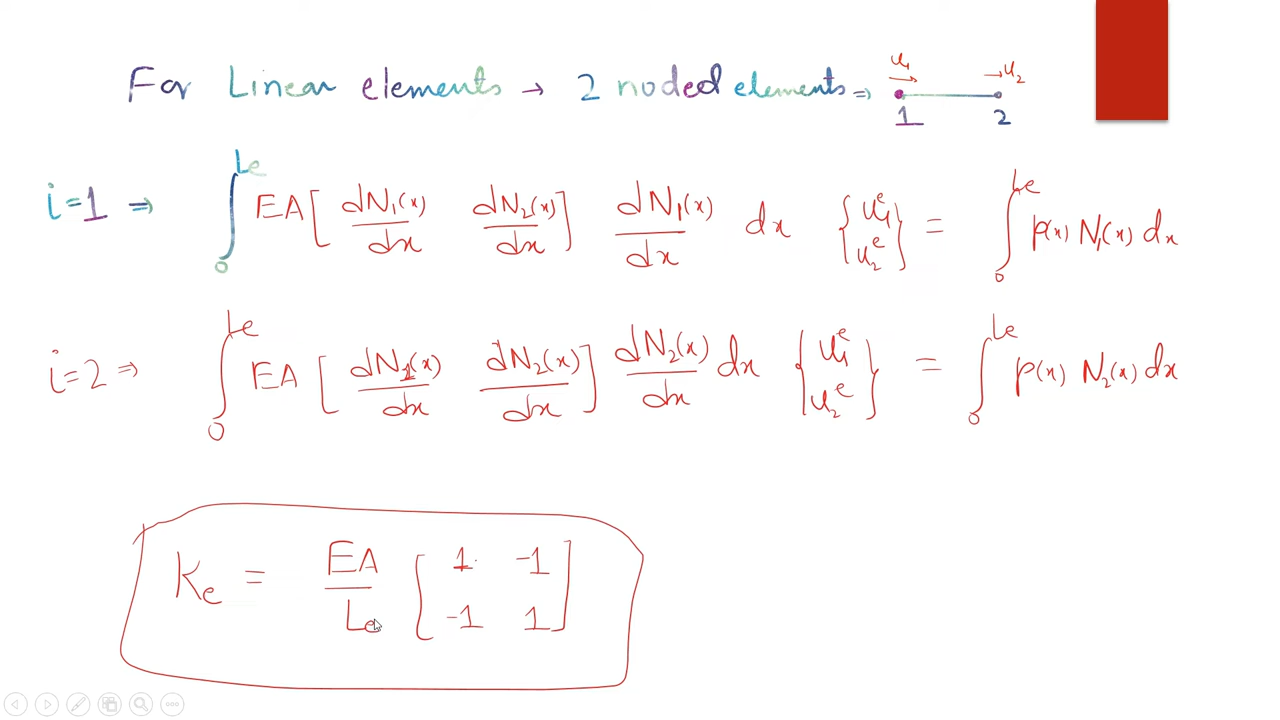 For Linear elements → 2 noded elements ⇒ u₁ → u₂
1 2
i=1 ⇒ ∫₀^Le EA [ dN₁(x)/dx dN₂(x)/dx ] dN₁(x)/dx dx { u₁ᵉ u₂ᵉ } = ∫₀^Le p(x) N₁(x) dx
i=2 ⇒ ∫₀^Le EA [ dN₁(x)/dx dN₂(x)/dx ] dN₂(x)/dx dx { u₁ᵉ u₂ᵉ } = ∫₀^Le p(x) N₂(x) dx
Ke = EA/Le [ 1 -1
-1 1 ]